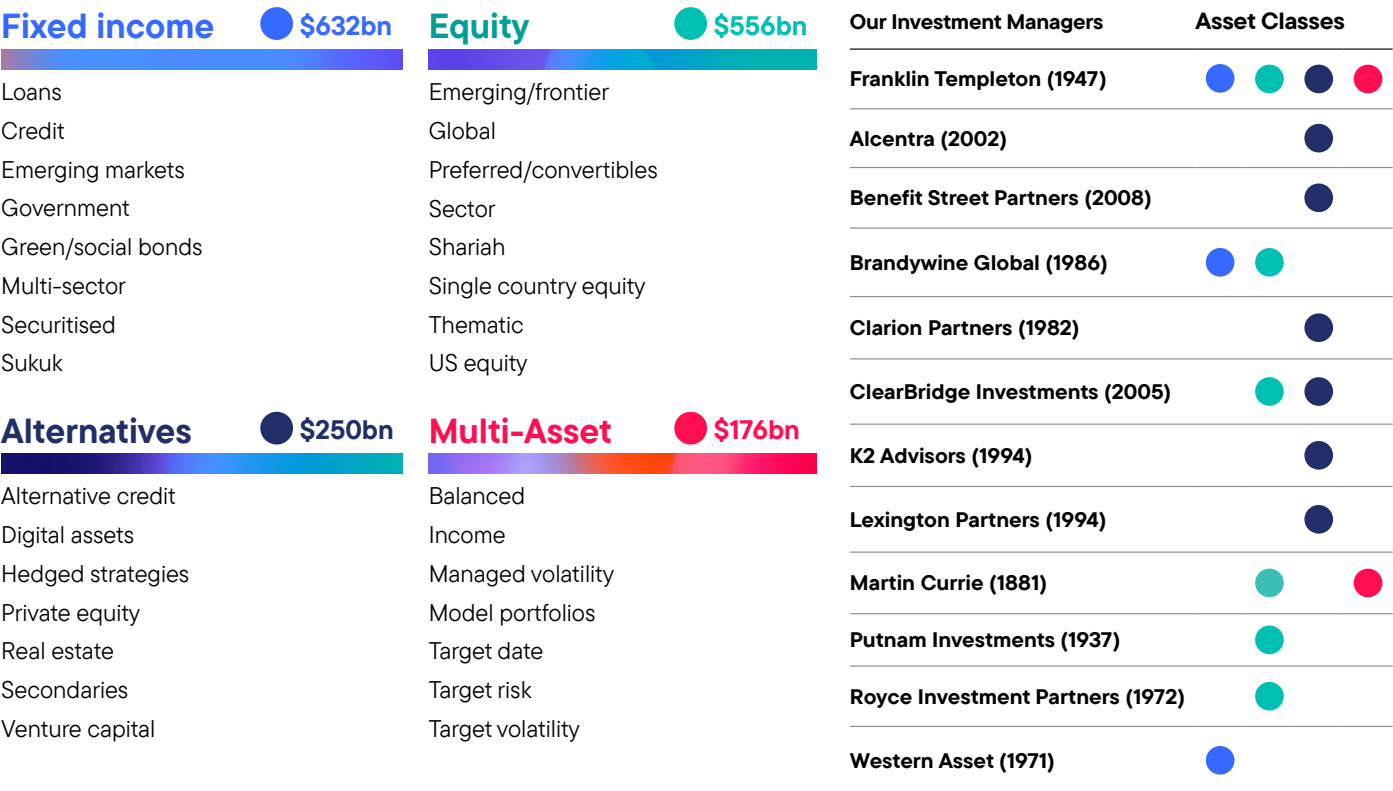 Fixed income $632bn
Loans
Credit
Emerging markets
Government
Green/social bonds
Multi-sector
Securitised
Sukuk
Equity $556bn
Emerging/frontier
Global
Preferred/convertibles
Sector
Shariah
Single country equity
Thematic
US equity
Alternatives $250bn
Alternative credit
Digital assets
Hedged strategies
Private equity
Real estate
Secondaries
Venture capital
Multi-Asset $176bn
Balanced
Income
Managed volatility
Model portfolios
Target date
Target risk
Target volatility
Our Investment Managers Asset Classes
Franklin Templeton (1947)
Alcentra (2002)
Benefit Street Partners (2008)
Brandywine Global (1986)
Clarion Partners (1982)
ClearBridge Investments (2005)
K2 Advisors (1994)
Lexington Partners (1994)
Martin Currie (1881)
Putnam Investments (1937)
Royce Investment Partners (1972)
Western Asset (1971)